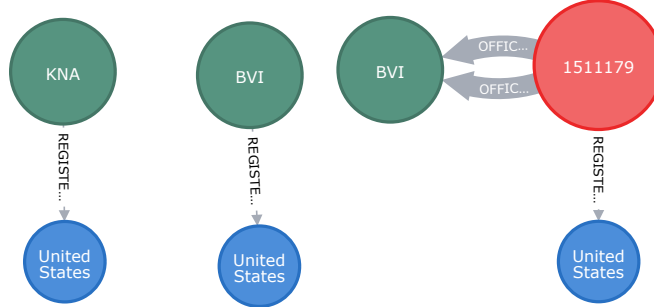 KNA
BVI
BVI
OFFIC...
OFFIC...
1511179
REGISTE...
REGISTE...
REGISTE...
United
States
United
States
United
States